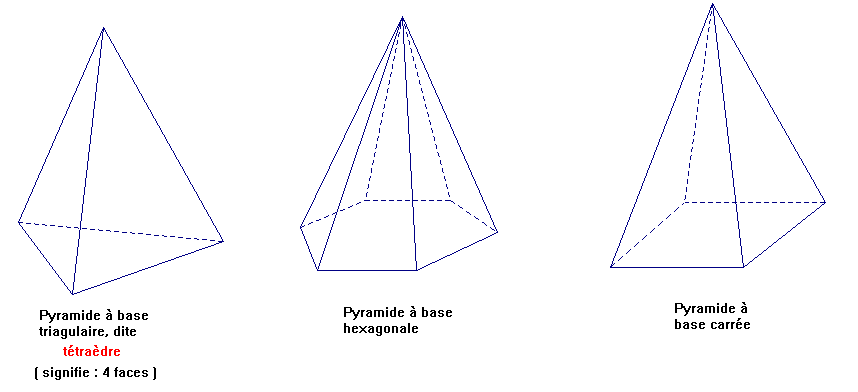 Pyramide à base
triagulaire, dite
tétraèdre
( signifie : 4 faces )
Pyramide à base
hexagonale
Pyramide à
base carrée